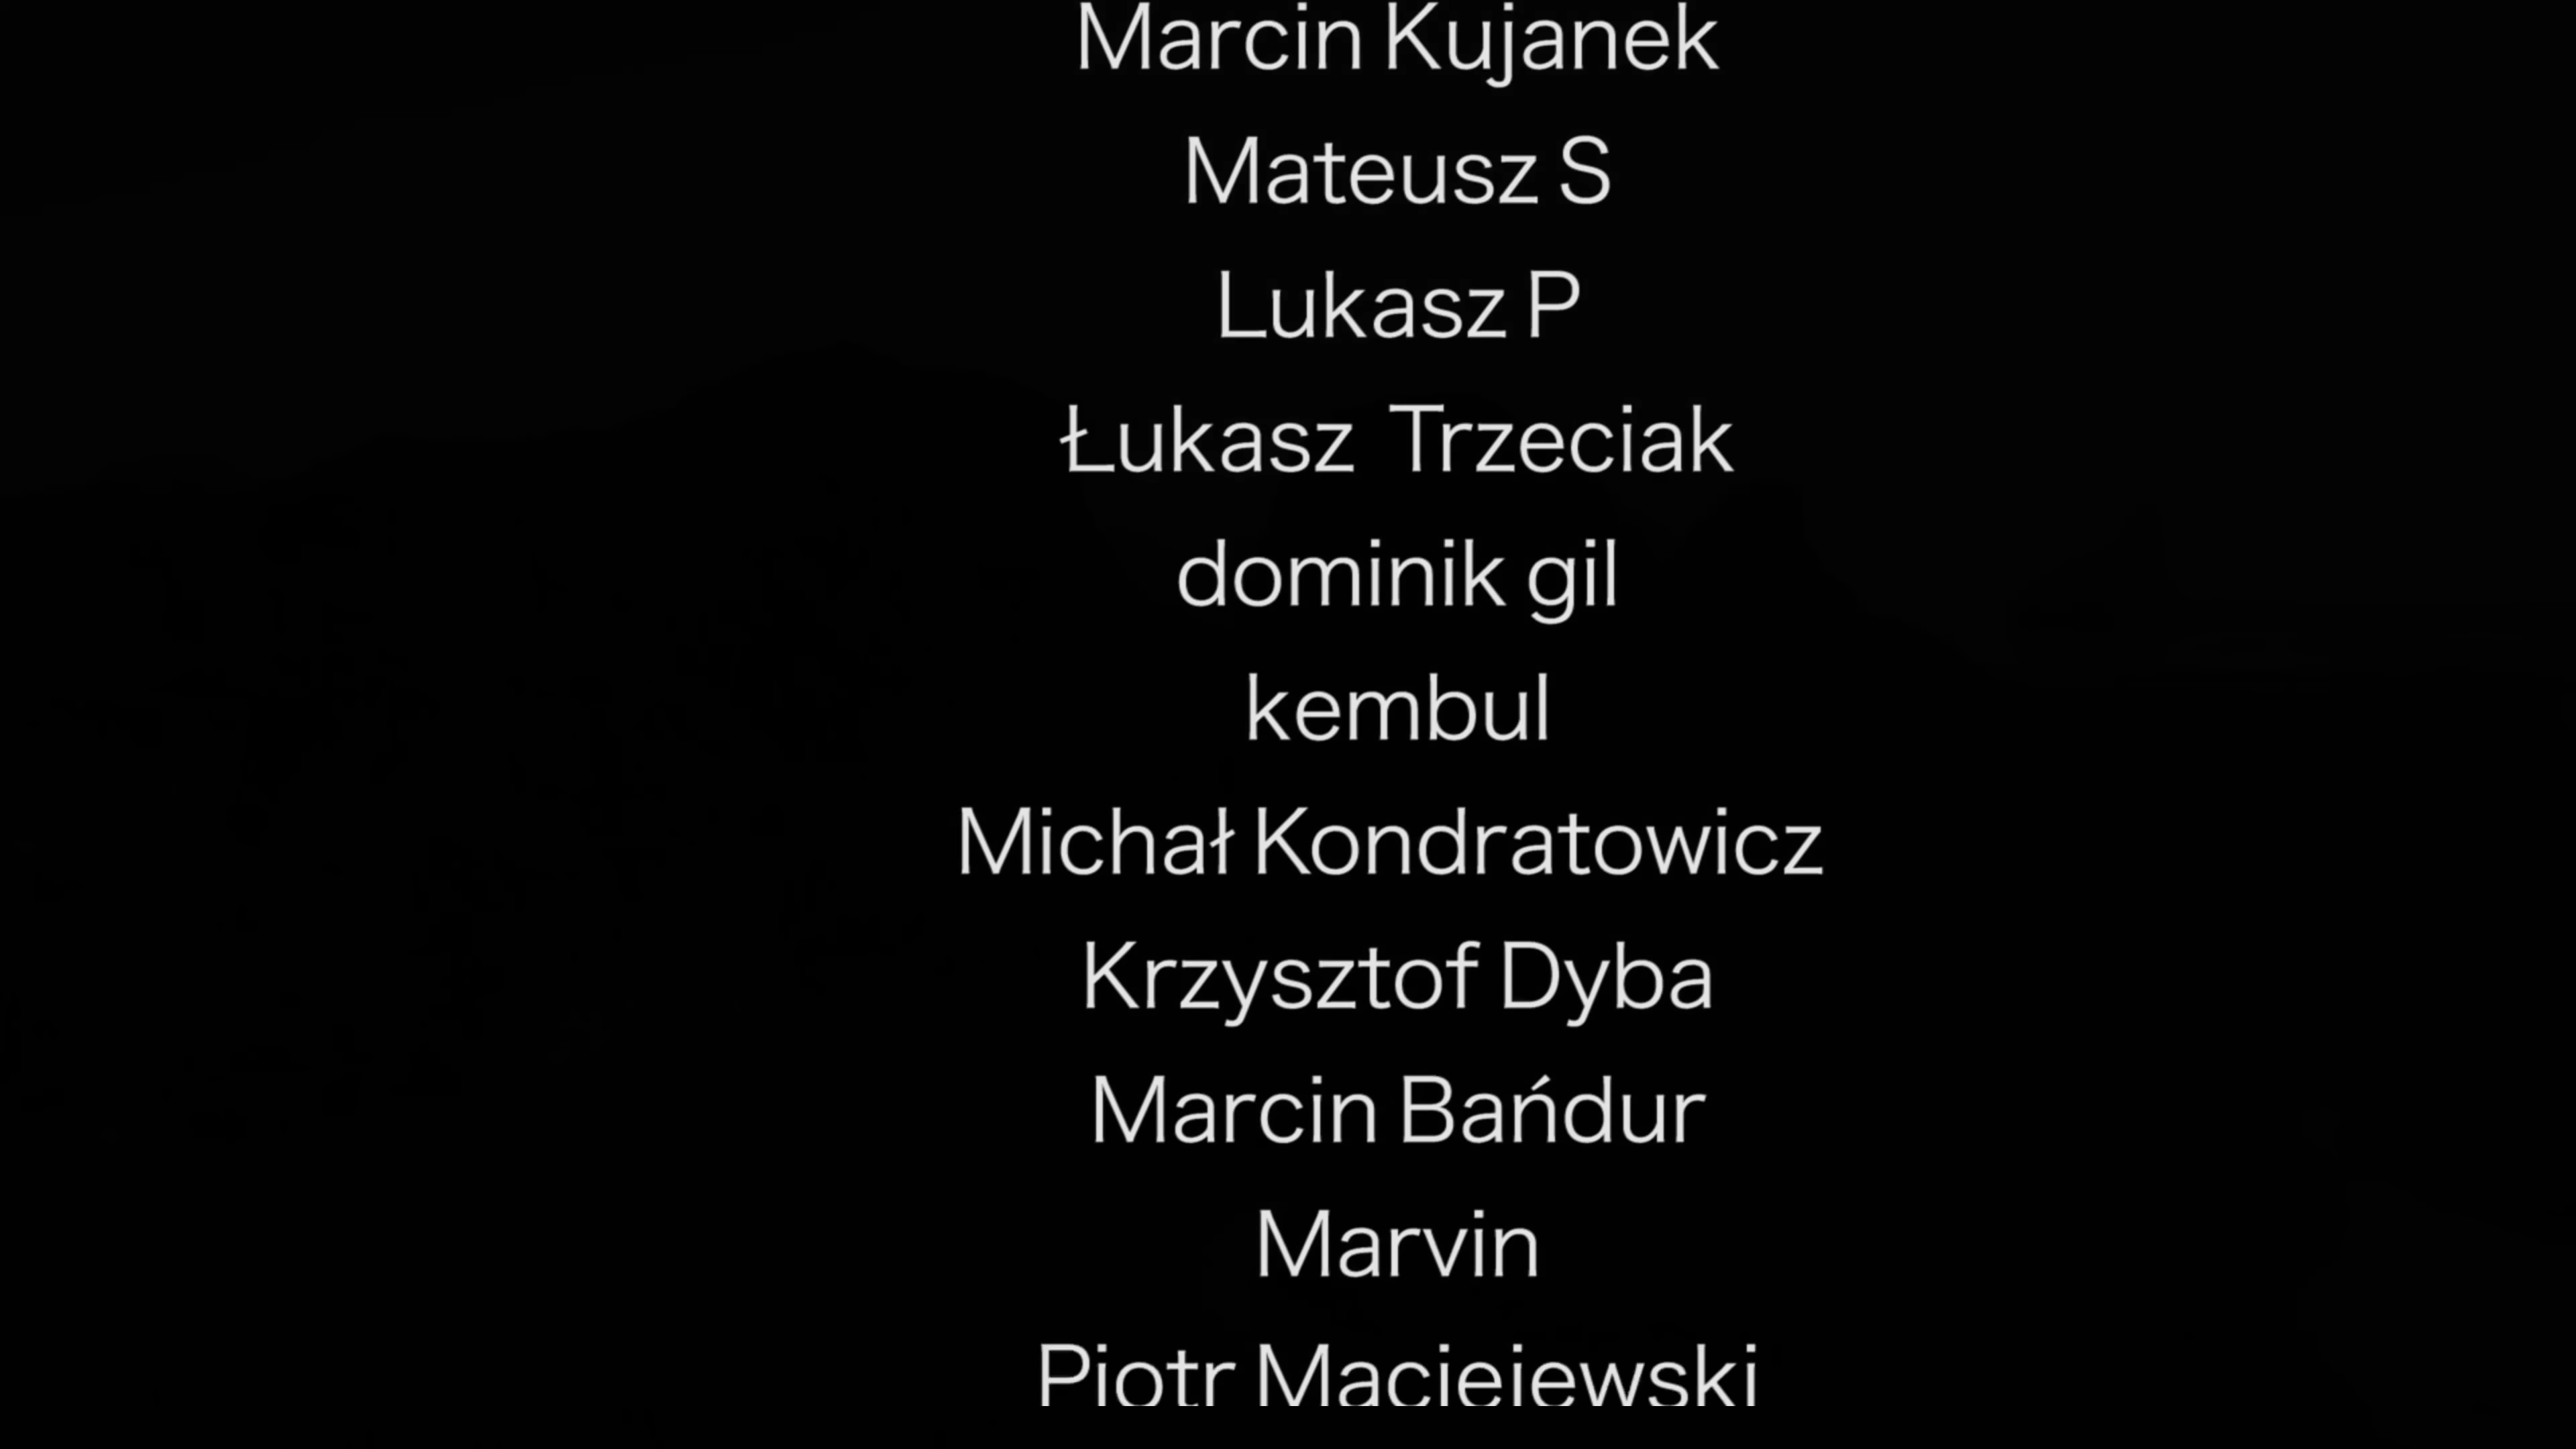 Marcin Kujanek
Mateusz S
Lukasz P
Łukasz  Trzeciak
dominik gil
kembul
Michał Kondratowicz
Krzysztof Dyba
Marcin Bańdur
Marvin
Piotr Maciejewski